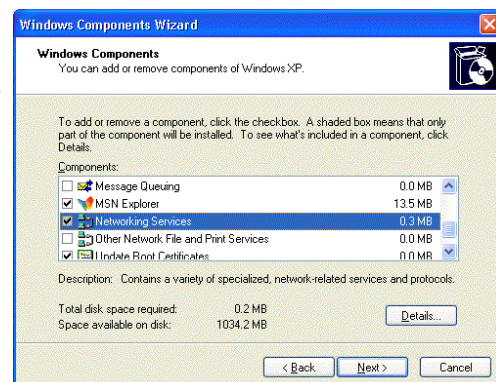 Windows Components Wizard
Windows Components
You can add or remove components of Windows XP.
To add or remove a component, click the checkbox. A shaded box means that only
part of the component will be installed. To see what's included in a component, click
Details.
Components:
Message Queuing 0.0 MB
MSN Explorer 13.5 MB
Networking Services 0.3 MB
Other Network File and Print Services 0.0 MB
Update Root Certificates 0.0 MB
Description: Contains a variety of specialized, network-related services and protocols.
Total disk space required: 0.2 MB
Space available on disk: 1034.2 MB
Details...
< Back Next > Cancel